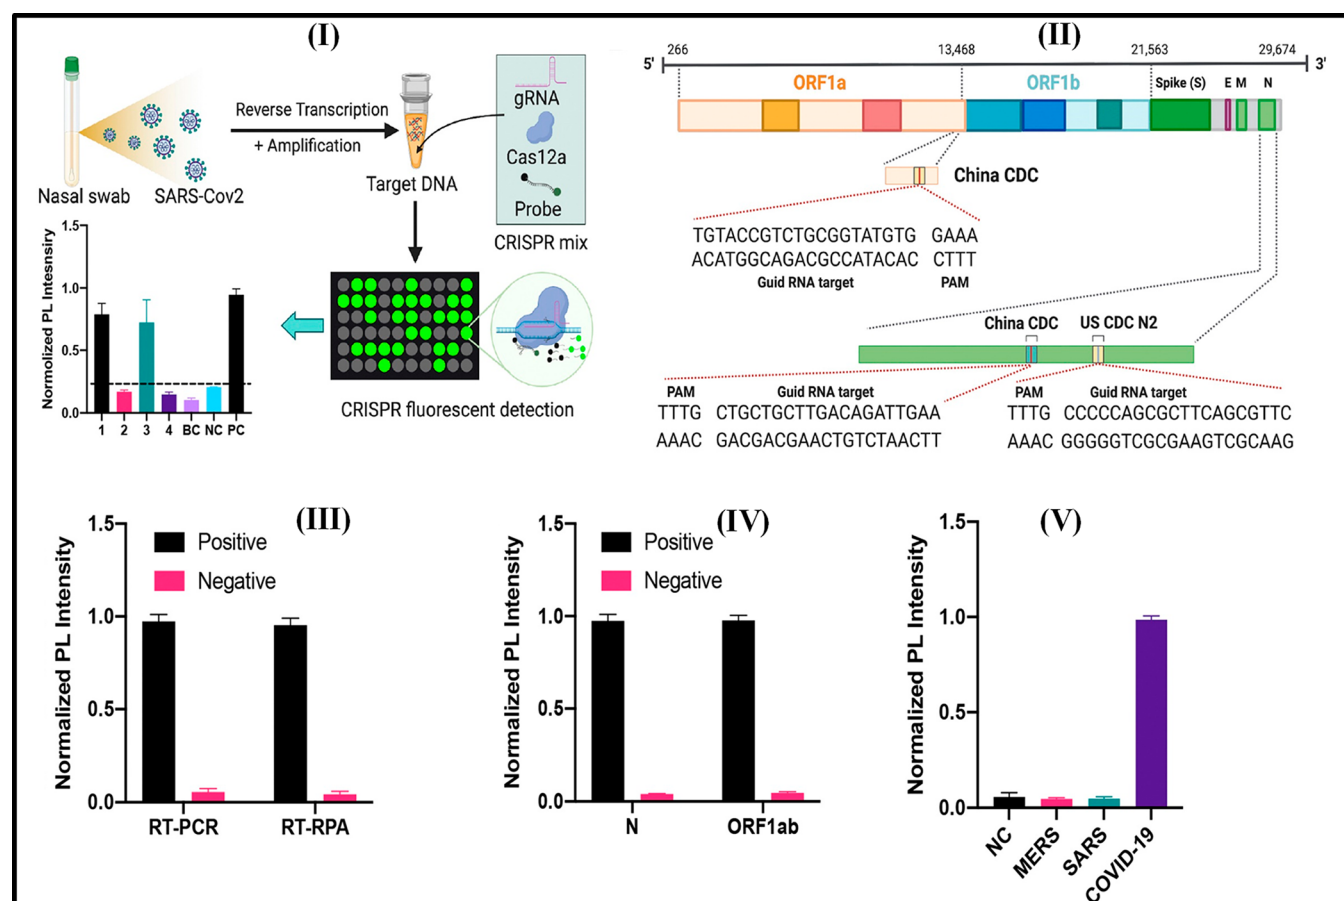 (I)
Nasal swab
SARS-Cov2
Reverse Transcription
+ Amplification
Target DNA
gRNA
Cas12a
Probe
CRISPR mix
CRISPR fluorescent detection
Normolized PL Intesnsiry
1.5
1.0
0.5
0.0
1 2 3 4 BC NC PC
(II)
266 13,468 21,563 29,674
5' 3'
ORF1a ORF1b Spike (S) E M N
China CDC
TGTACCGTCTGCGGTATGTG GAAA
ACATGGCAGACGCCATACAC CTTT
Guid RNA target PAM
China CDC US CDC N2
PAM Guid RNA target
TTTG CTGCTGCTTGACAGATTGAA
AAAC GACGACGAACTGTCTAACTT
PAM Guid RNA target
TTTG CCCCCAGCGCTTCAGCGTTC
AAAC GGGGGTCGCGAAGTCGCAAG
(III)
Normalized PL Intensity
1.5
1.0
0.5
0.0
Positive
Negative
RT-PCR RT-RPA
(IV)
Normalized PL Intensity
1.5
1.0
0.5
0.0
Positive
Negative
N ORF1ab
(V)
Normalized PL Intensity
1.5
1.0
0.5
0.0
NC MERS SARS COVID-19